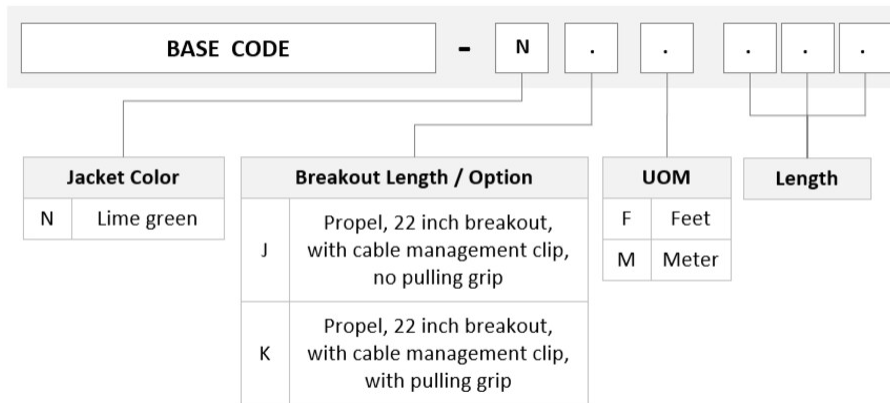 BASE CODE - N . . . . .
Jacket Color
N Lime green
Breakout Length / Option
J Propel, 22 inch breakout,
with cable management clip,
no pulling grip
K Propel, 22 inch breakout,
with cable management clip,
with pulling grip
UOM
F Feet
M Meter
Length